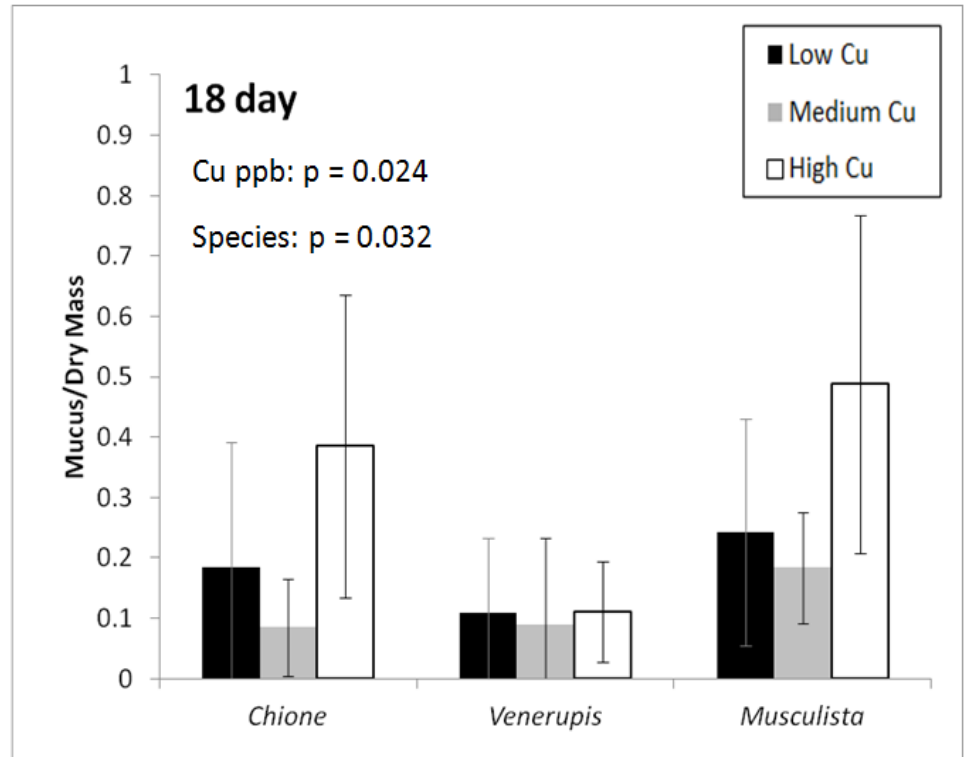 Low Cu
Medium Cu
High Cu
18 day
Cu ppb: p = 0.024
Species: p = 0.032
Mucus/Dry Mass
1
0.9
0.8
0.7
0.6
0.5
0.4
0.3
0.2
0.1
0
Chione
Venerupis
Musculista